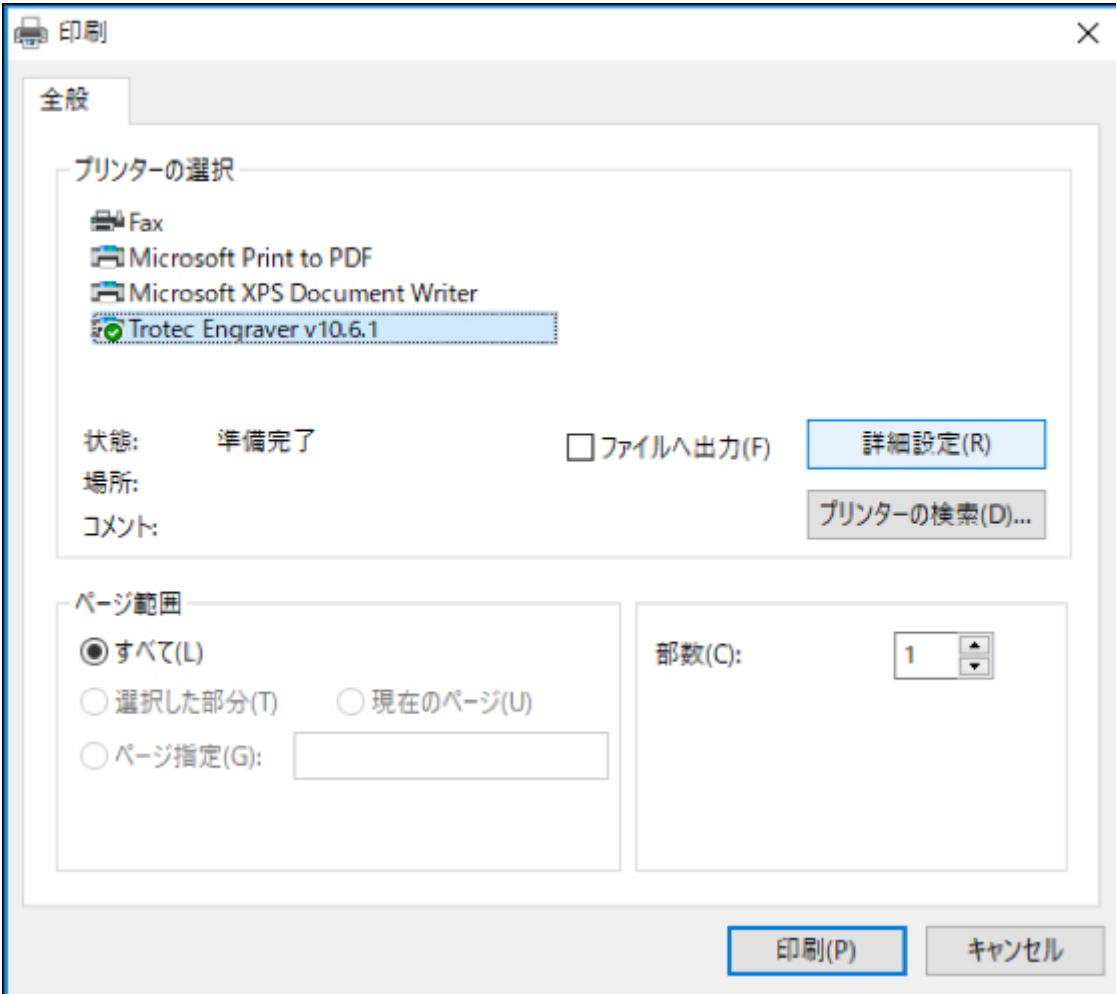 印刷
全般
プリンターの選択
Fax
Microsoft Print to PDF
Microsoft XPS Document Writer
Trotec Engraver v10.6.1
状態: 準備完了
ファイルへ出力(F)
詳細設定(R)
場所:
プリンターの検索(D)...
コメント:
ページ範囲
すべて(L)
部数(C): 1
選択した部分(T) 現在のページ(U)
ページ指定(G):
印刷(P) キャンセル